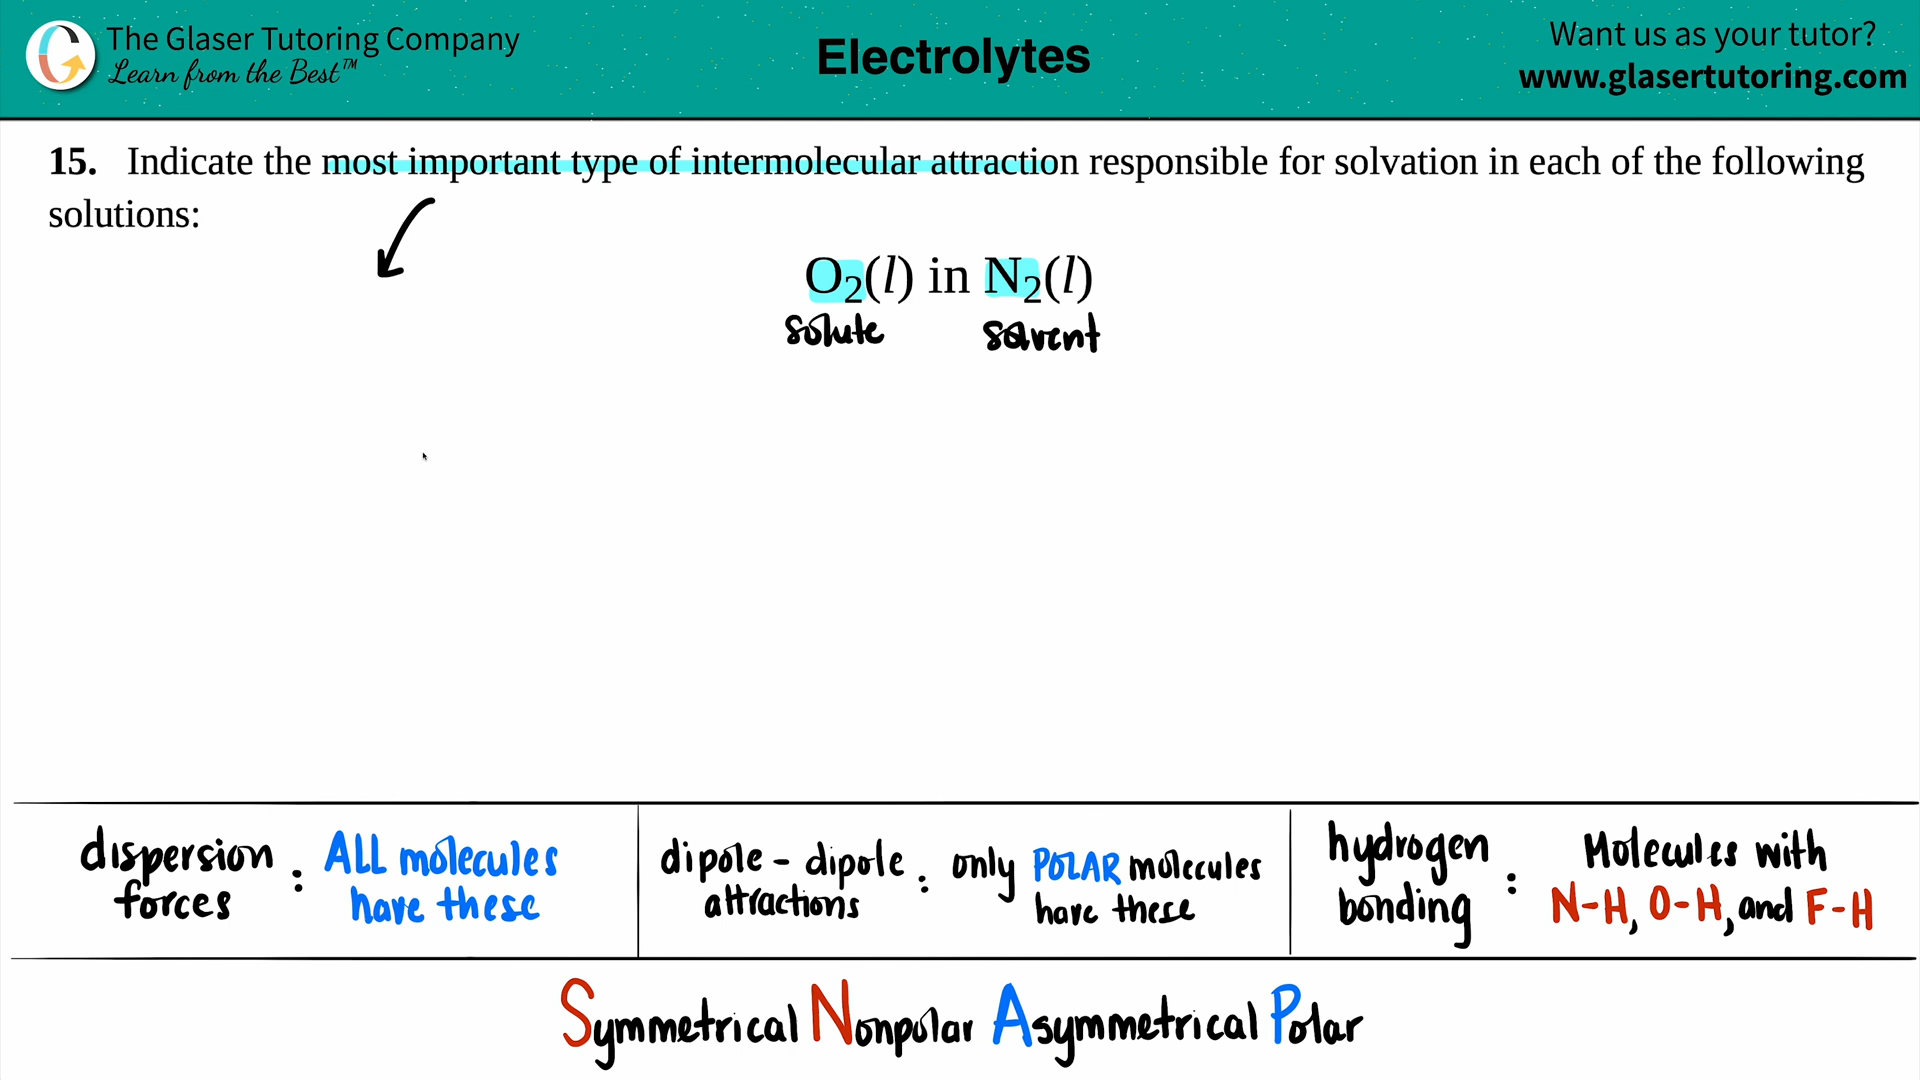 The Glaser Tutoring Company
Learn from the Best™
Electrolytes
Want us as your tutor?
www.glasertutoring.com
15. Indicate the most important type of intermolecular attraction responsible for solvation in each of the following
solutions:
O₂(l) in N₂(l)
solute solvent
dispersion forces : ALL molecules have these
dipole - dipole attractions : only POLAR molecules have these
hydrogen bonding : Molecules with N-H, O-H, and F-H
Symmetrical Nonpolar Asymmetrical Polar